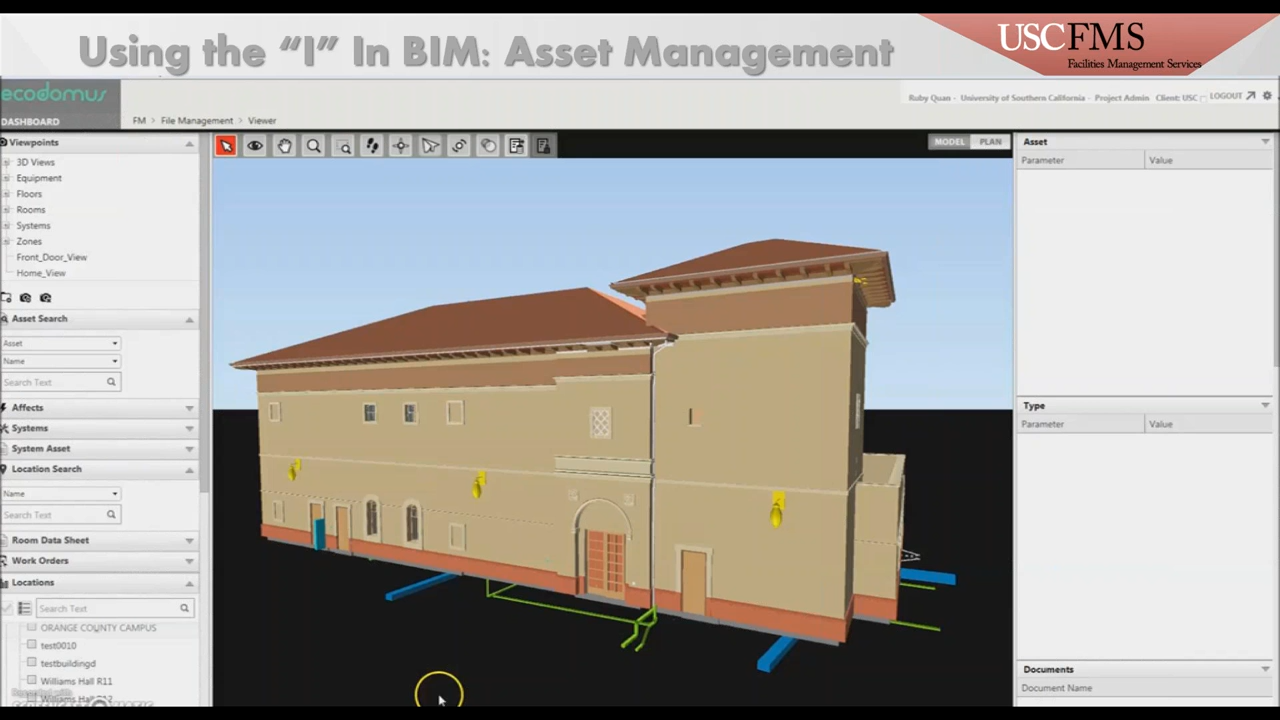 Using the “I” In BIM: Asset Management
USCFMS
Facilities Management Services
ecodomus
Ruby Quan - University of Southern California - Project Admin Client: USC
LOGOUT
DASHBOARD
FM File Management Viewer
Viewpoints
3D Views
Equipment
Floors
Rooms
Systems
Zones
Front_Door_View
Home_View
Asset Search
Asset
Name
Search Text
Affects
Systems
System Asset
Location Search
Name
Search Text
Room Data Sheet
Work Orders
Locations
Search Text
ORANGE COUNTY CAMPUS
test0010
testbuildingd
Williams Hall R11
Williams Hall R12
MODEL PLAN
Asset
Parameter Value
Type
Parameter Value
Documents
Document Name